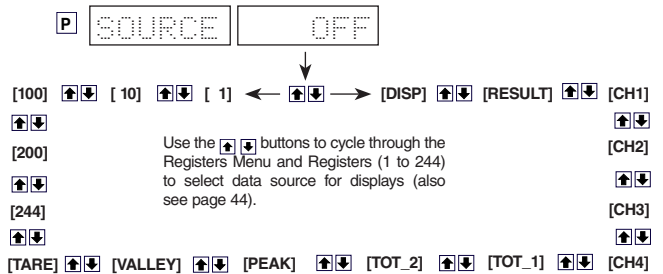 P SOURCE OFF
[100] [ 10] [ 1] [DISP] [RESULT] [CH1]
[200] [CH2]
Use the buttons to cycle through the
Registers Menu and Registers (1 to 244)
to select data source for displays (also
see page 44).
[244] [CH3]
[TARE] [VALLEY] [PEAK] [TOT_2] [TOT_1] [CH4]